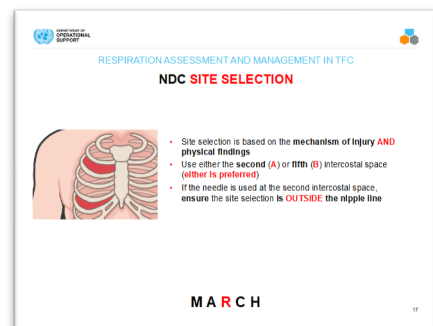 DEPARTMENT OF
OPERATIONAL
SUPPORT
RESPIRATION ASSESSMENT AND MANAGEMENT IN TFC
NDC SITE SELECTION
• Site selection is based on the mechanism of injury AND
physical findings
• Use either the second (A) or fifth (B) intercostal space
(either is preferred)
• If the needle is used at the second intercostal space,
ensure the site selection is OUTSIDE the nipple line
M A R C H
17